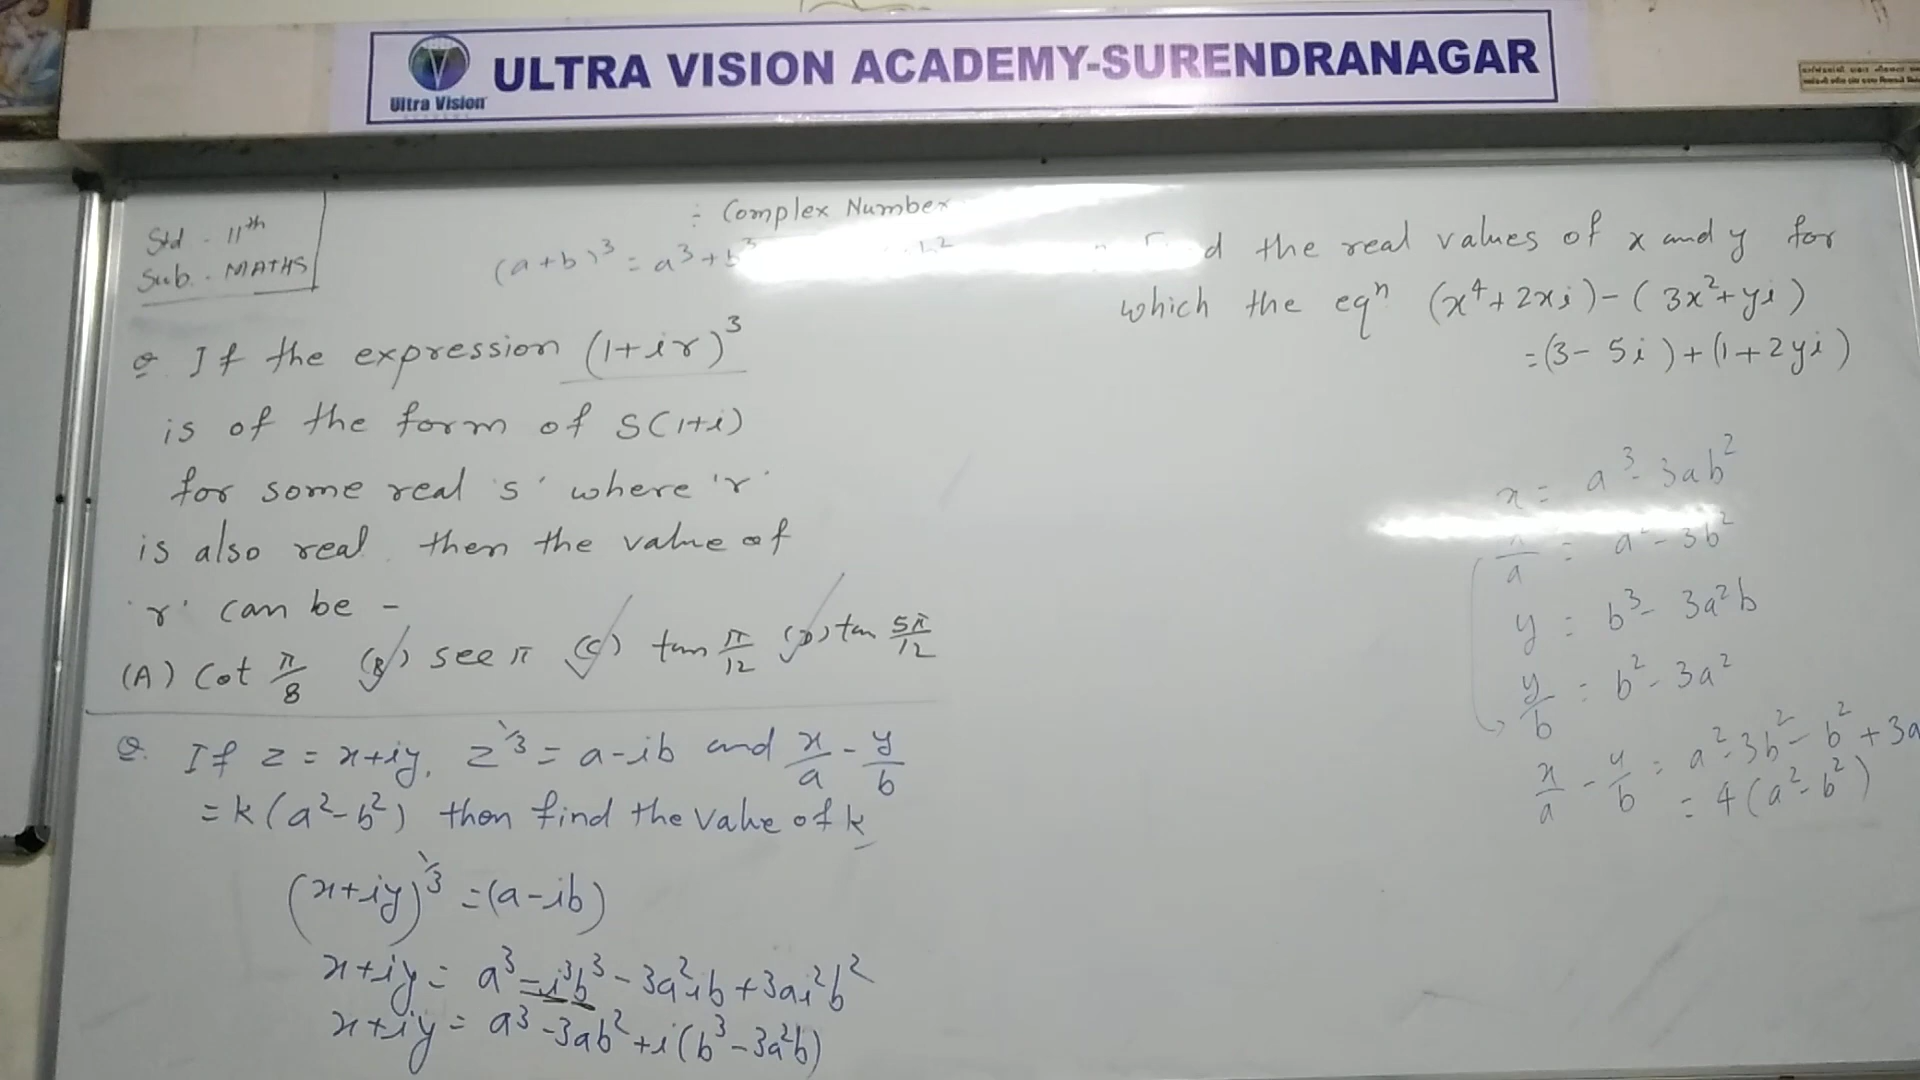 ULTRA VISION ACADEMY-SURENDRANAGAR
Ultra Vision
Std - 11th
Sub. - MATHS
:- Complex Number
(a+b)³ = a³+b³
Q. If the expression (1+ir)³
is of the form of S(1+i)
for some real 's' where 'r'
is also real. then the value of
'r' can be -
(A) Cot π/8 (B) sec π (C) tan π/12 (D) tan 5π/12
Q. If z = x+iy, z^1/3 = a-ib and x/a - y/b
= k(a²-b²) then find the value of k
(x+iy)^1/3 = (a-ib)
x+iy = a³-i³b³-3a²ib+3ai²b²
x+iy = a³-3ab²+i(b³-3a²b)
the real values of x and y for
which the eqⁿ (x⁴+2xi)-(3x²+yi)
=(3-5i)+(1+2yi)
x = a³-3ab²
x/a = a²-3b²
y = b³-3a²b
y/b = b²-3a²
x/a - y/b = a²-3b²-b²+3a
= 4(a²-b²)